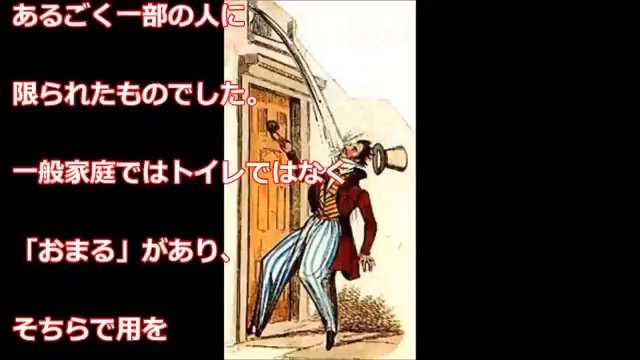 あるごく一部の人に
限られたものでした。
一般家庭ではトイレではなく
「おまる」があり、
そちらで用を